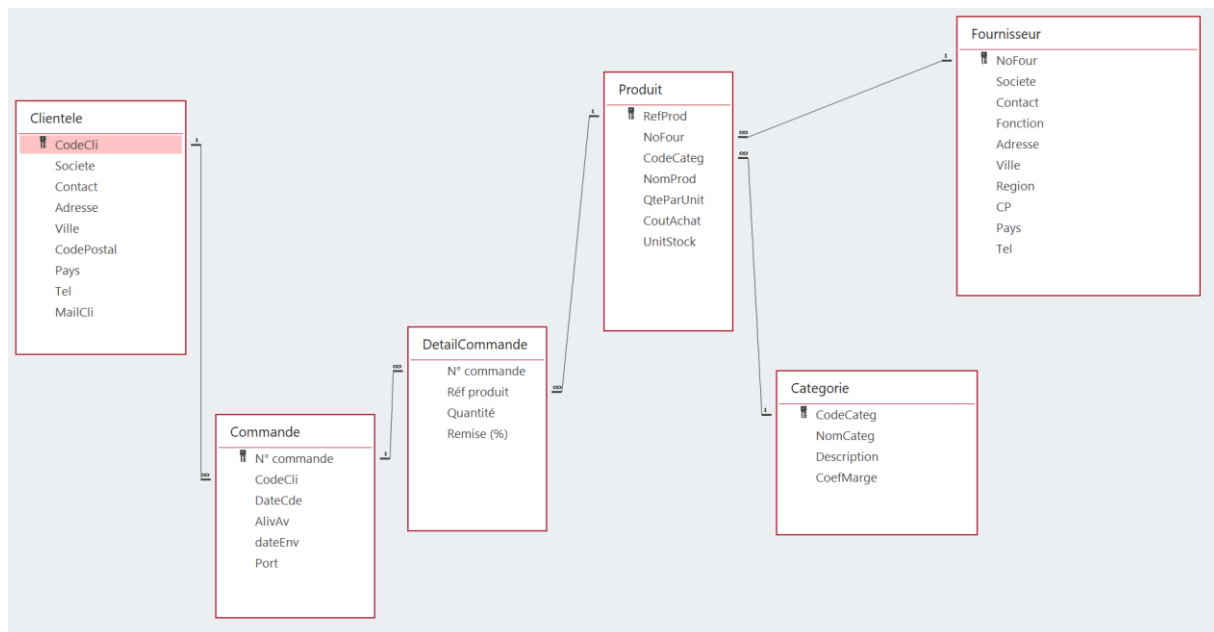 Clientele
CodeCli
Societe
Contact
Adresse
Ville
CodePostal
Pays
Tel
MailCli
1
∞
Commande
N° commande
CodeCli
DateCde
AlivAv
dateEnv
Port
1
∞
DetailCommande
N° commande
Réf produit
Quantité
Remise (%)
∞
1
Produit
RefProd
NoFour
CodeCateg
NomProd
QteParUnit
CoutAchat
UnitStock
∞
∞
1
Fournisseur
NoFour
Societe
Contact
Fonction
Adresse
Ville
Region
CP
Pays
Tel
1
Categorie
CodeCateg
NomCateg
Description
CoefMarge